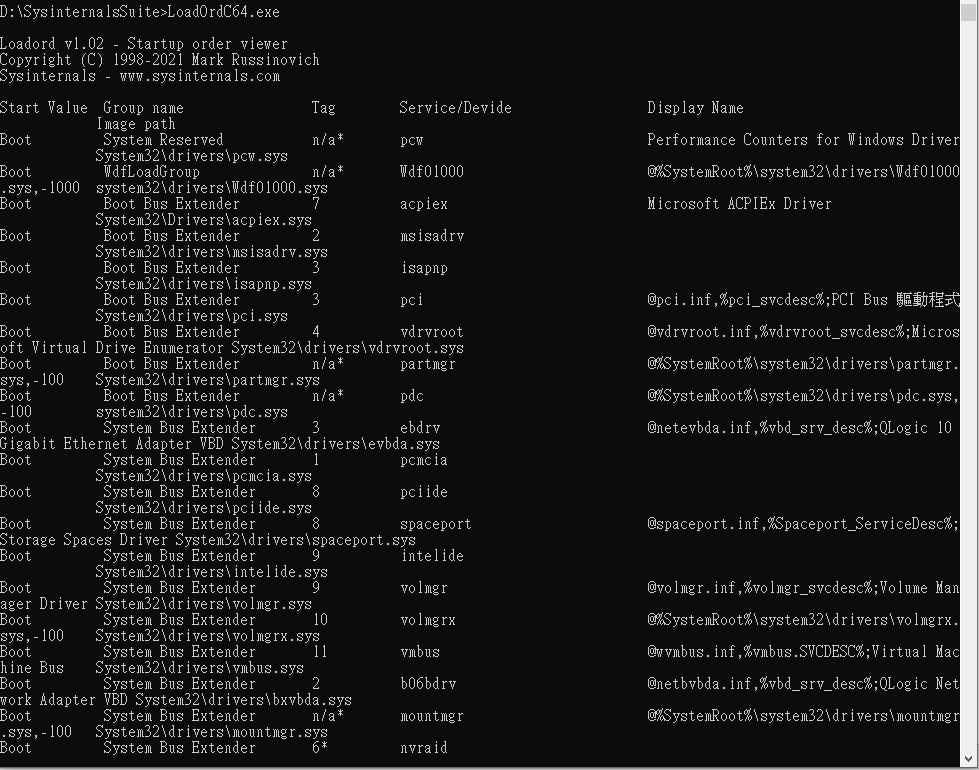 D:\SysinternalsSuite>LoadOrdC64.exe
Loadord v1.02 - Startup order viewer
Copyright (C) 1998-2021 Mark Russinovich
Sysinternals - www.sysinternals.com
Start Value  Group name                Tag        Service/Devide                 Display Name
            Image path
Boot         System Reserved           n/a*       pcw                            Performance Counters for Windows Driver
            System32\drivers\pcw.sys
Boot         WdfLoadGroup              n/a*       Wdf01000                       @%SystemRoot%\system32\drivers\Wdf01000
.sys,-1000  system32\drivers\Wdf01000.sys
Boot         Boot Bus Extender         7          acpiex                         Microsoft ACPIEx Driver
            System32\Drivers\acpiex.sys
Boot         Boot Bus Extender         2          msisadrv
            System32\drivers\msisadrv.sys
Boot         Boot Bus Extender         3          isapnp
            System32\drivers\isapnp.sys
Boot         Boot Bus Extender         3          pci                            @pci.inf,%pci_svcdesc%;PCI Bus 驅動程式
            System32\drivers\pci.sys
Boot         Boot Bus Extender         4          vdrvroot                       @vdrvroot.inf,%vdrvroot_svcdesc%;Micros
oft Virtual Drive Enumerator System32\drivers\vdrvroot.sys
Boot         Boot Bus Extender         n/a*       partmgr                        @%SystemRoot%\system32\drivers\partmgr.
sys,-100    System32\drivers\partmgr.sys
Boot         Boot Bus Extender         n/a*       pdc                            @%SystemRoot%\system32\drivers\pdc.sys,
-100        system32\drivers\pdc.sys
Boot         System Bus Extender       3          ebdrv                          @netevbda.inf,%vbd_srv_desc%;QLogic 10
Gigabit Ethernet Adapter VBD System32\drivers\evbda.sys
Boot         System Bus Extender       1          pcmcia
            System32\drivers\pcmcia.sys
Boot         System Bus Extender       8          pciide
            System32\drivers\pciide.sys
Boot         System Bus Extender       8          spaceport                      @spaceport.inf,%Spaceport_ServiceDesc%;
Storage Spaces Driver System32\drivers\spaceport.sys
Boot         System Bus Extender       9          intelide
            System32\drivers\intelide.sys
Boot         System Bus Extender       9          volmgr                         @volmgr.inf,%volmgr_svcdesc%;Volume Man
ager Driver System32\drivers\volmgr.sys
Boot         System Bus Extender       10         volmgrx                        @%SystemRoot%\system32\drivers\volmgrx.
sys,-100    System32\drivers\volmgrx.sys
Boot         System Bus Extender       11         vmbus                          @wvmbus.inf,%vmbus.SVCDESC%;Virtual Mac
hine Bus    System32\drivers\vmbus.sys
Boot         System Bus Extender       2          b06bdrv                        @netbvbda.inf,%vbd_srv_desc%;QLogic Net
work Adapter VBD System32\drivers\bxvbda.sys
Boot         System Bus Extender       n/a*       mountmgr                       @%SystemRoot%\system32\drivers\mountmgr
.sys,-100   System32\drivers\mountmgr.sys
Boot         System Bus Extender       6*         nvraid